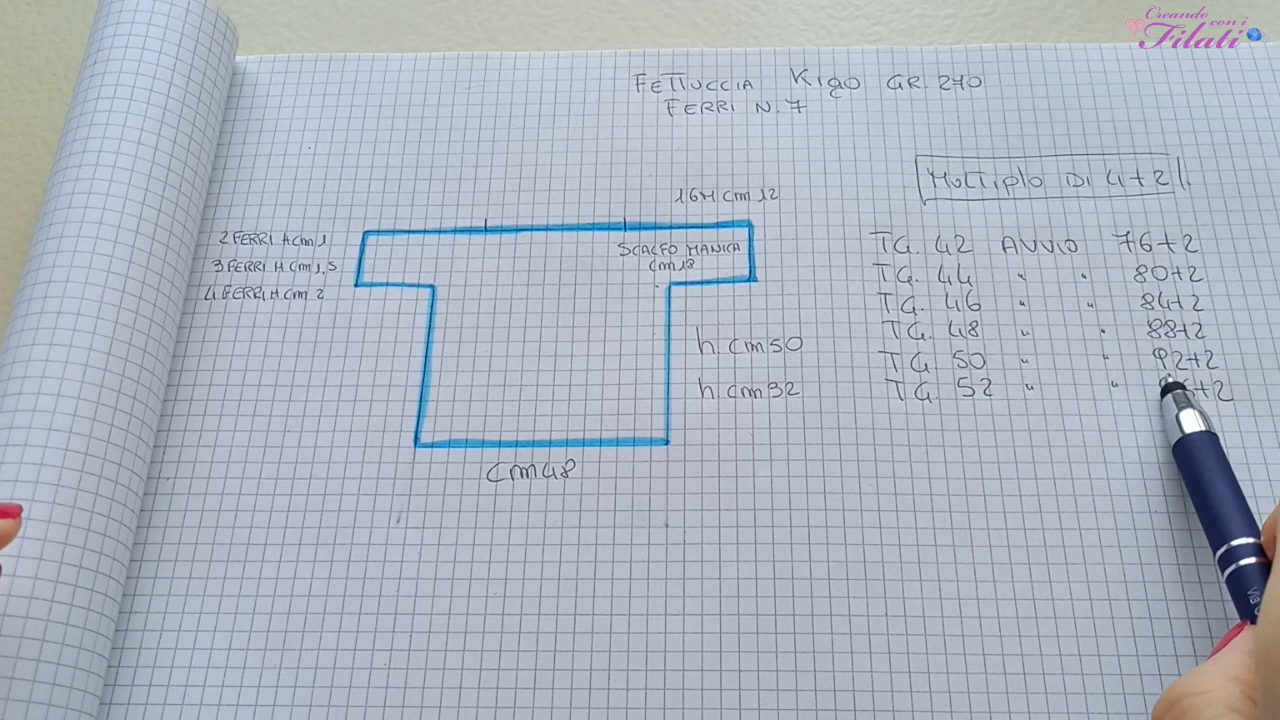 Creando
con i
Filati
FETTUCCIA Kigo GR. 270
FERRI N. 7
MULTIPLO DI 4+2
16M cm 12
2 FERRI H cm 1
3 FERRI H cm 1,5
4 FERRI H cm 2
SCALFO MANICA
cm 18
h. cm 50
h. cm 32
cm 48
TG. 42 AVVIO 76+2
TG. 44 " " 80+2
TG. 46 " " 84+2
TG. 48 " " 88+2
TG. 50 " " 92+2
TG. 52 " " 6+2